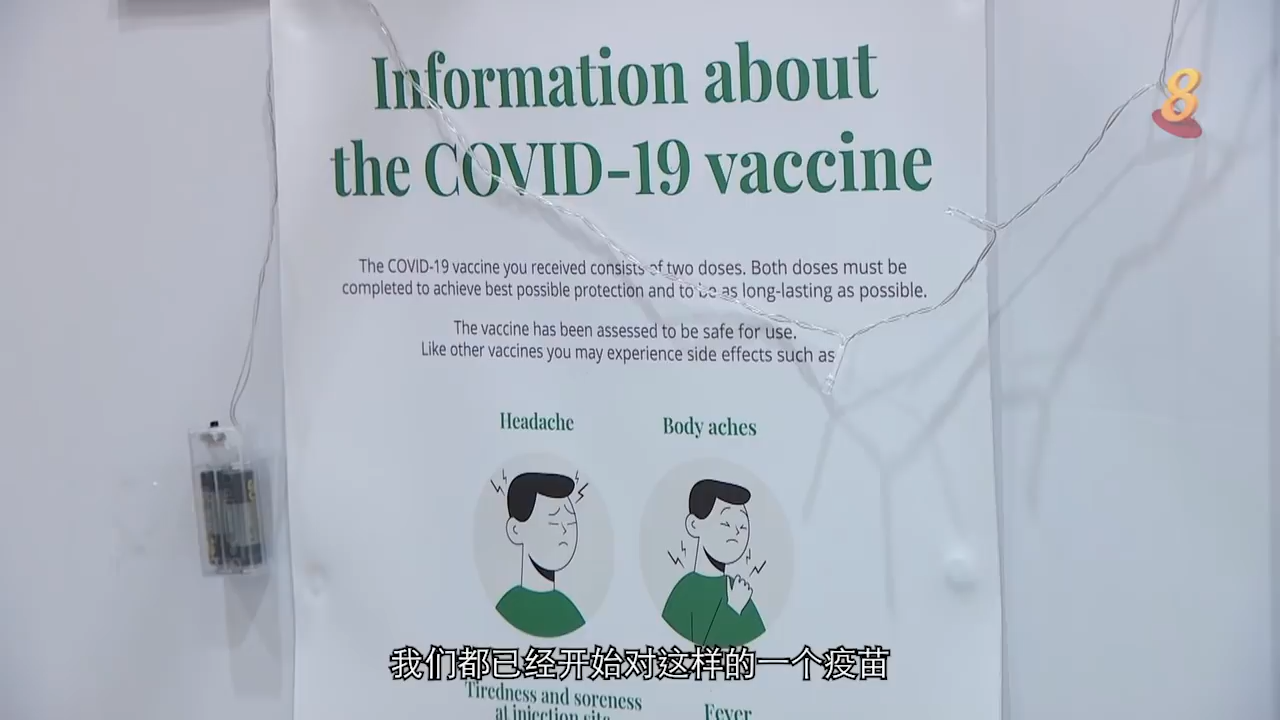 Information about
the COVID-19 vaccine
8
The COVID-19 vaccine you received consists of two doses. Both doses must be
completed to achieve best possible protection and to be as long-lasting as possible.
The vaccine has been assessed to be safe for use.
Like other vaccines you may experience side effects such as
Headache
Body aches
我们都已经开始对这样的一个疫苗
Tiredness and soreness
at injection site
Fever